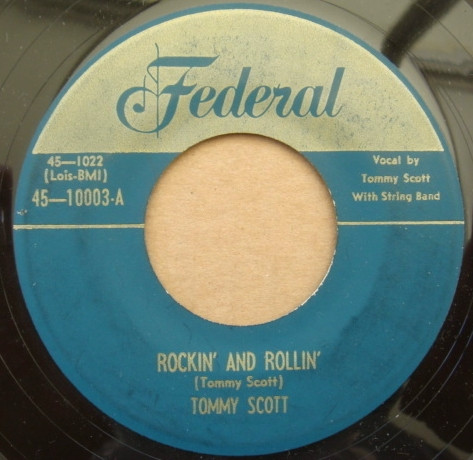 Federal
45—1022
(Lois-BMI)
45—10003-A
Vocal by
Tommy Scott
With String Band
ROCKIN' AND ROLLIN'
(Tommy Scott)
TOMMY SCOTT